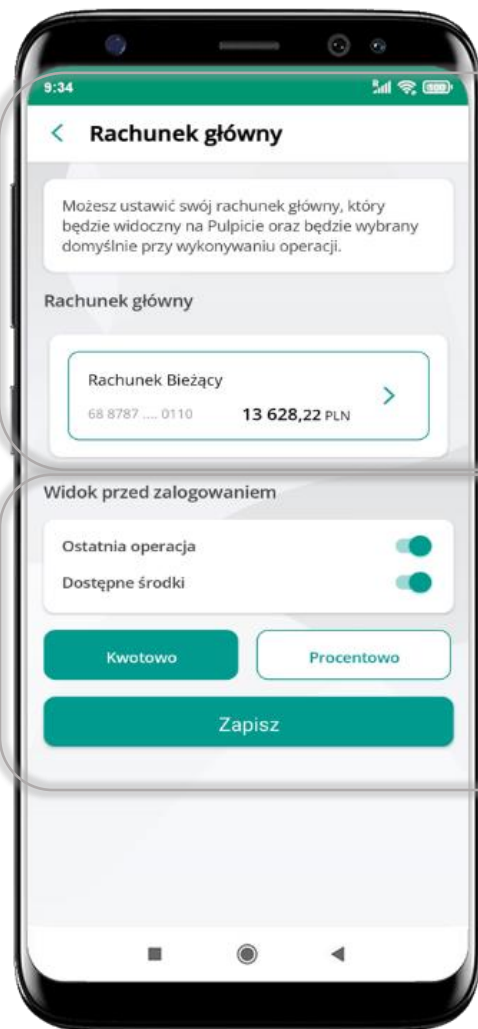 9:34
Rachunek główny
Możesz ustawić swój rachunek główny, który
będzie widoczny na Pulpicie oraz będzie wybrany
domyślnie przy wykonywaniu operacji.
Rachunek główny
Rachunek Bieżący
68 8787 .... 0110 13 628,22 PLN
Widok przed zalogowaniem
Ostatnia operacja
Dostępne środki
Kwotowo Procentowo
Zapisz